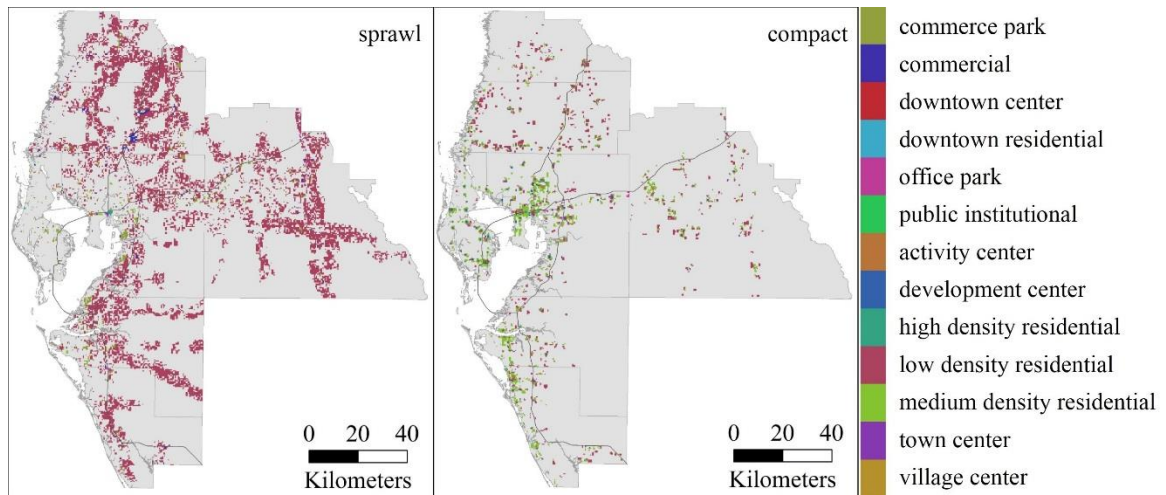 sprawl
0 20 40
Kilometers
compact
0 20 40
Kilometers
commerce park
commercial
downtown center
downtown residential
office park
public institutional
activity center
development center
high density residential
low density residential
medium density residential
town center
village center